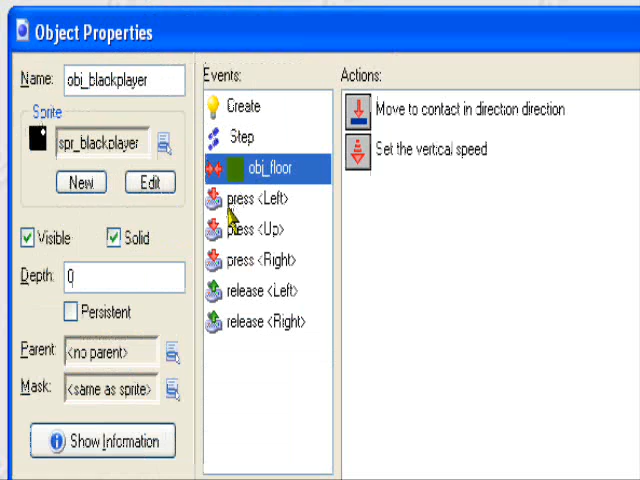 Object Properties
Name: obj_blackplayer
Sprite
spr_blackplayer
New Edit
Visible Solid
Depth: 0
Persistent
Parent: <no parent>
Mask: <same as sprite>
Show Information
Events:
Create
Step
obj_floor
press <Left>
press <Up>
press <Right>
release <Left>
release <Right>
Actions:
Move to contact in direction direction
Set the vertical speed